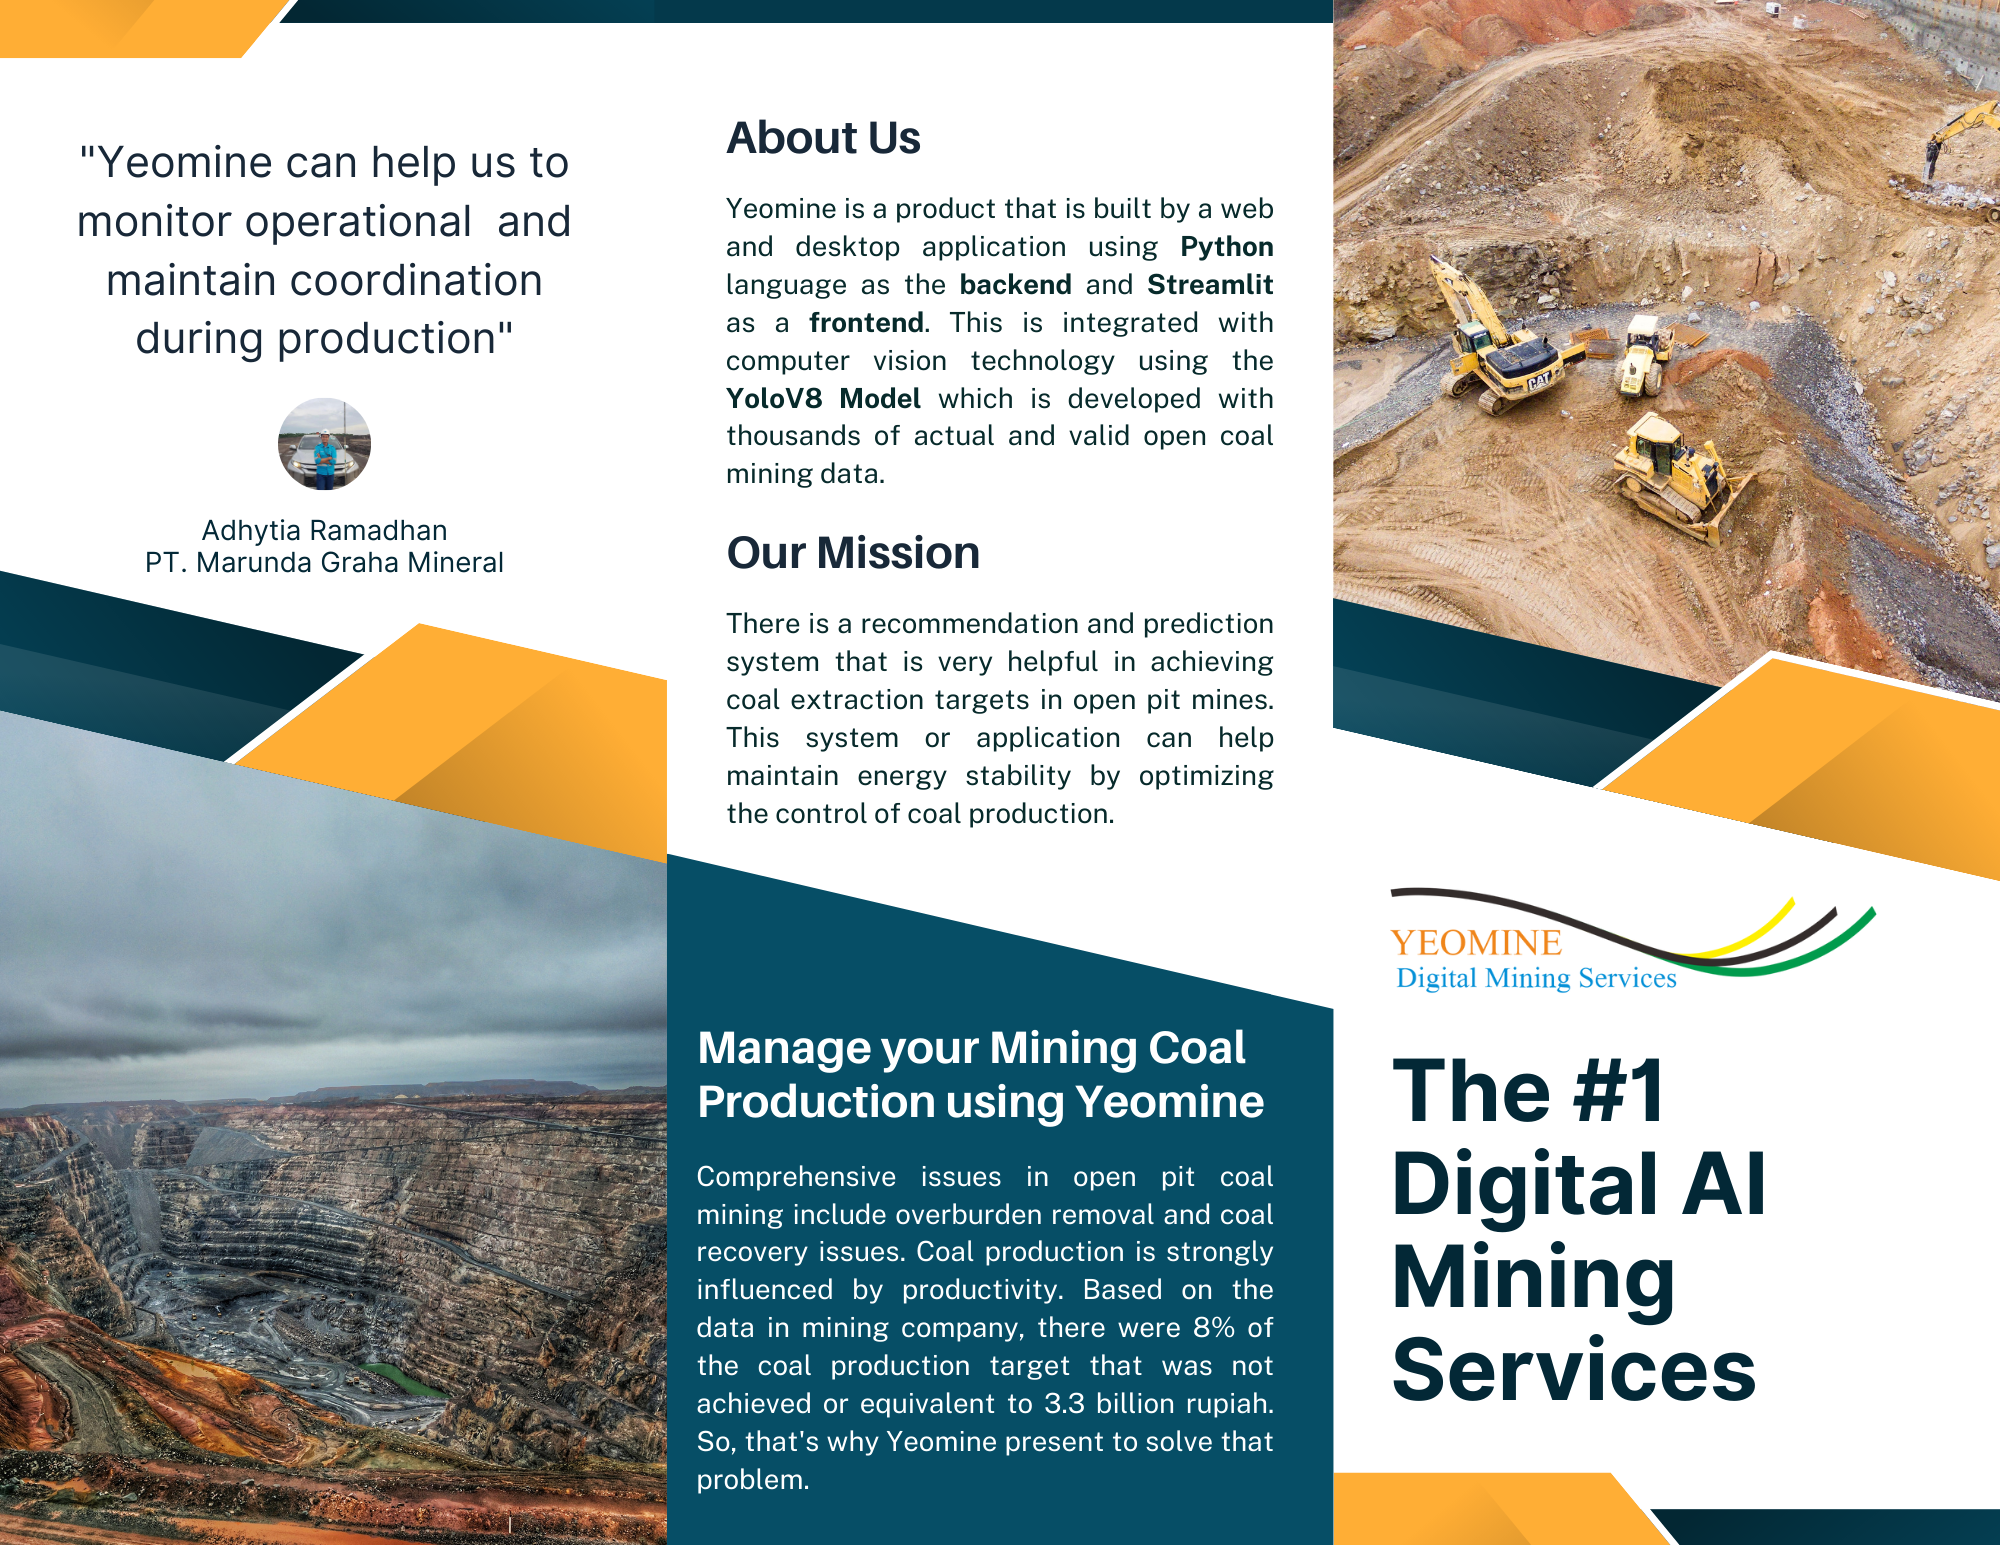 "Yeomine can help us to
monitor operational  and
maintain coordination
during production"
Adhytia Ramadhan
PT. Marunda Graha Mineral
About Us
Yeomine is a product that is built by a web
and desktop application using Python
language as the backend and Streamlit
as a frontend. This is integrated with
computer vision technology using the
YoloV8 Model which is developed with
thousands of actual and valid open coal
mining data.
Our Mission
There is a recommendation and prediction
system that is very helpful in achieving
coal extraction targets in open pit mines.
This system or application can help
maintain energy stability by optimizing
the control of coal production.
Manage your Mining Coal
Production using Yeomine
Comprehensive issues in open pit coal
mining include overburden removal and coal
recovery issues. Coal production is strongly
influenced by productivity. Based on the
data in mining company, there were 8% of
the coal production target that was not
achieved or equivalent to 3.3 billion rupiah.
So, that's why Yeomine present to solve that
problem.
CAT
YEOMINE
Digital Mining Services
The #1
Digital AI
Mining
Services